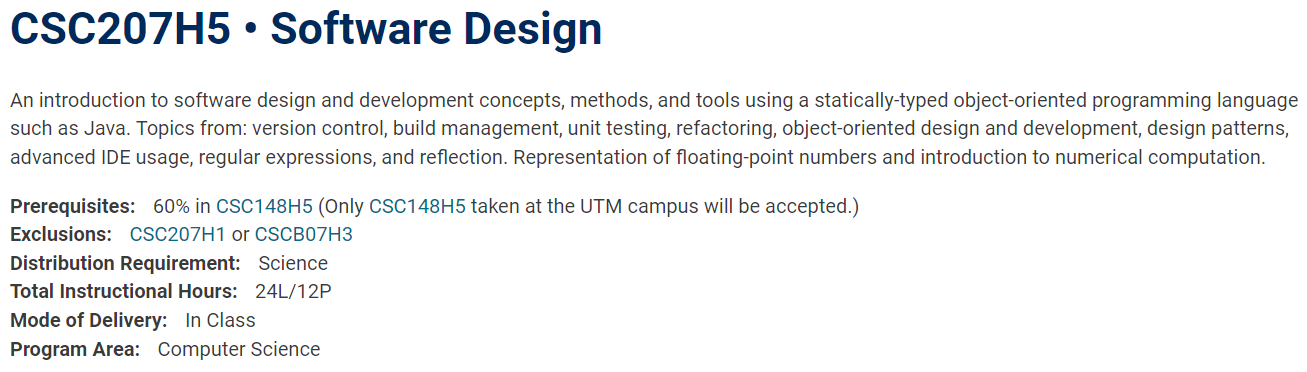 CSC207H5 • Software Design
An introduction to software design and development concepts, methods, and tools using a statically-typed object-oriented programming language
such as Java. Topics from: version control, build management, unit testing, refactoring, object-oriented design and development, design patterns,
advanced IDE usage, regular expressions, and reflection. Representation of floating-point numbers and introduction to numerical computation.
Prerequisites: 60% in CSC148H5 (Only CSC148H5 taken at the UTM campus will be accepted.)
Exclusions: CSC207H1 or CSCB07H3
Distribution Requirement: Science
Total Instructional Hours: 24L/12P
Mode of Delivery: In Class
Program Area: Computer Science